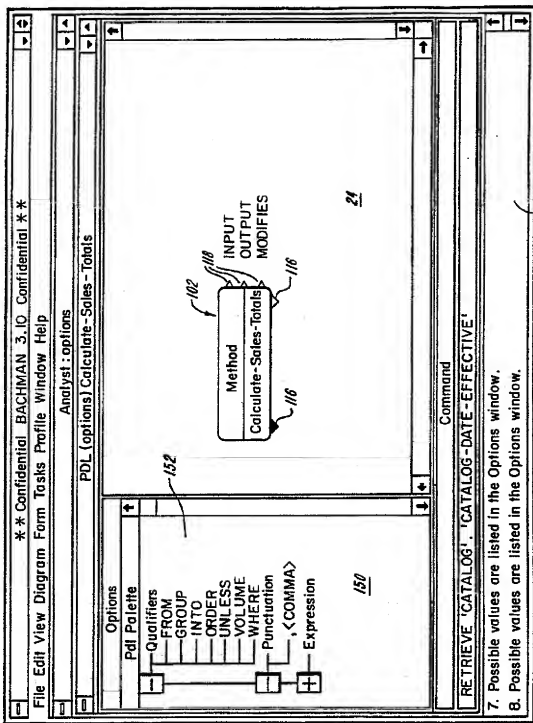 ** Confidential BACHMAN 3.10 Confidential **
File Edit View Diagram Form Tasks Profile Window Help
Analyst : options
PDL (options) Calculate-Sales-Totals
Options
Pdl Palette
Qualifiers
FROM
GROUP
INTO
ORDER
UNLESS
VOLUME
WHERE
Punctuation
,<COMMA>
Expression
150
152
102
118
Method
Calculate-Sales-Totals
INPUT
OUTPUT
MODIFIES
116
116
24
Command
RETRIEVE 'CATALOG'. 'CATALOG-DATE-EFFECTIVE'
7. Possible values are listed in the Options window.
8. Possible values are listed in the Options window.